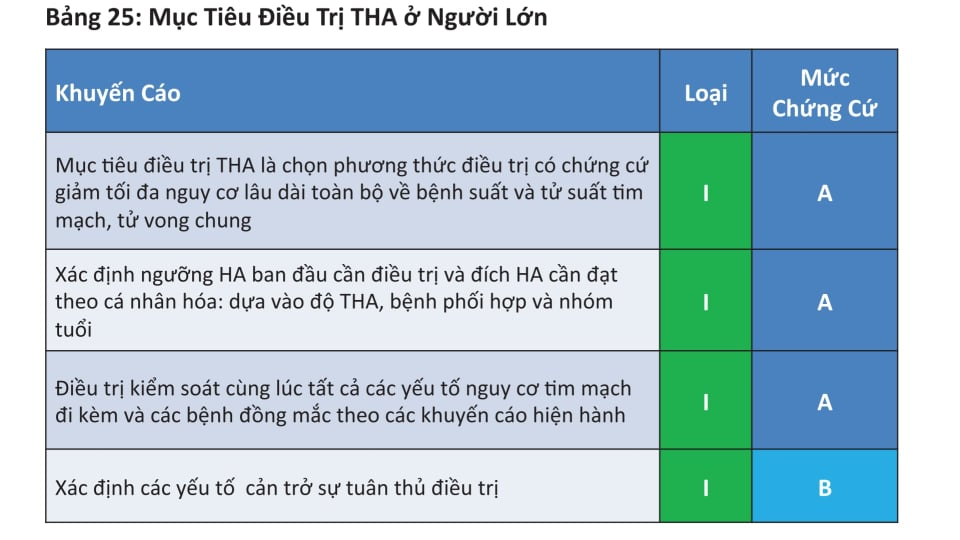 Bảng 25: Mục Tiêu Điều Trị THA ở Người Lớn
Khuyến Cáo
Loại
Mức
Chứng Cứ
Mục tiêu điều trị THA là chọn phương thức điều trị có chứng cứ
giảm tối đa nguy cơ lâu dài toàn bộ về bệnh suất và tử suất tim
mạch, tử vong chung
I
A
Xác định ngưỡng HA ban đầu cần điều trị và đích HA cần đạt
theo cá nhân hóa: dựa vào độ THA, bệnh phối hợp và nhóm
tuổi
I
A
Điều trị kiểm soát cùng lúc tất cả các yếu tố nguy cơ tim mạch
đi kèm và các bệnh đồng mắc theo các khuyến cáo hiện hành
I
A
Xác định các yếu tố cản trở sự tuân thủ điều trị
I
B